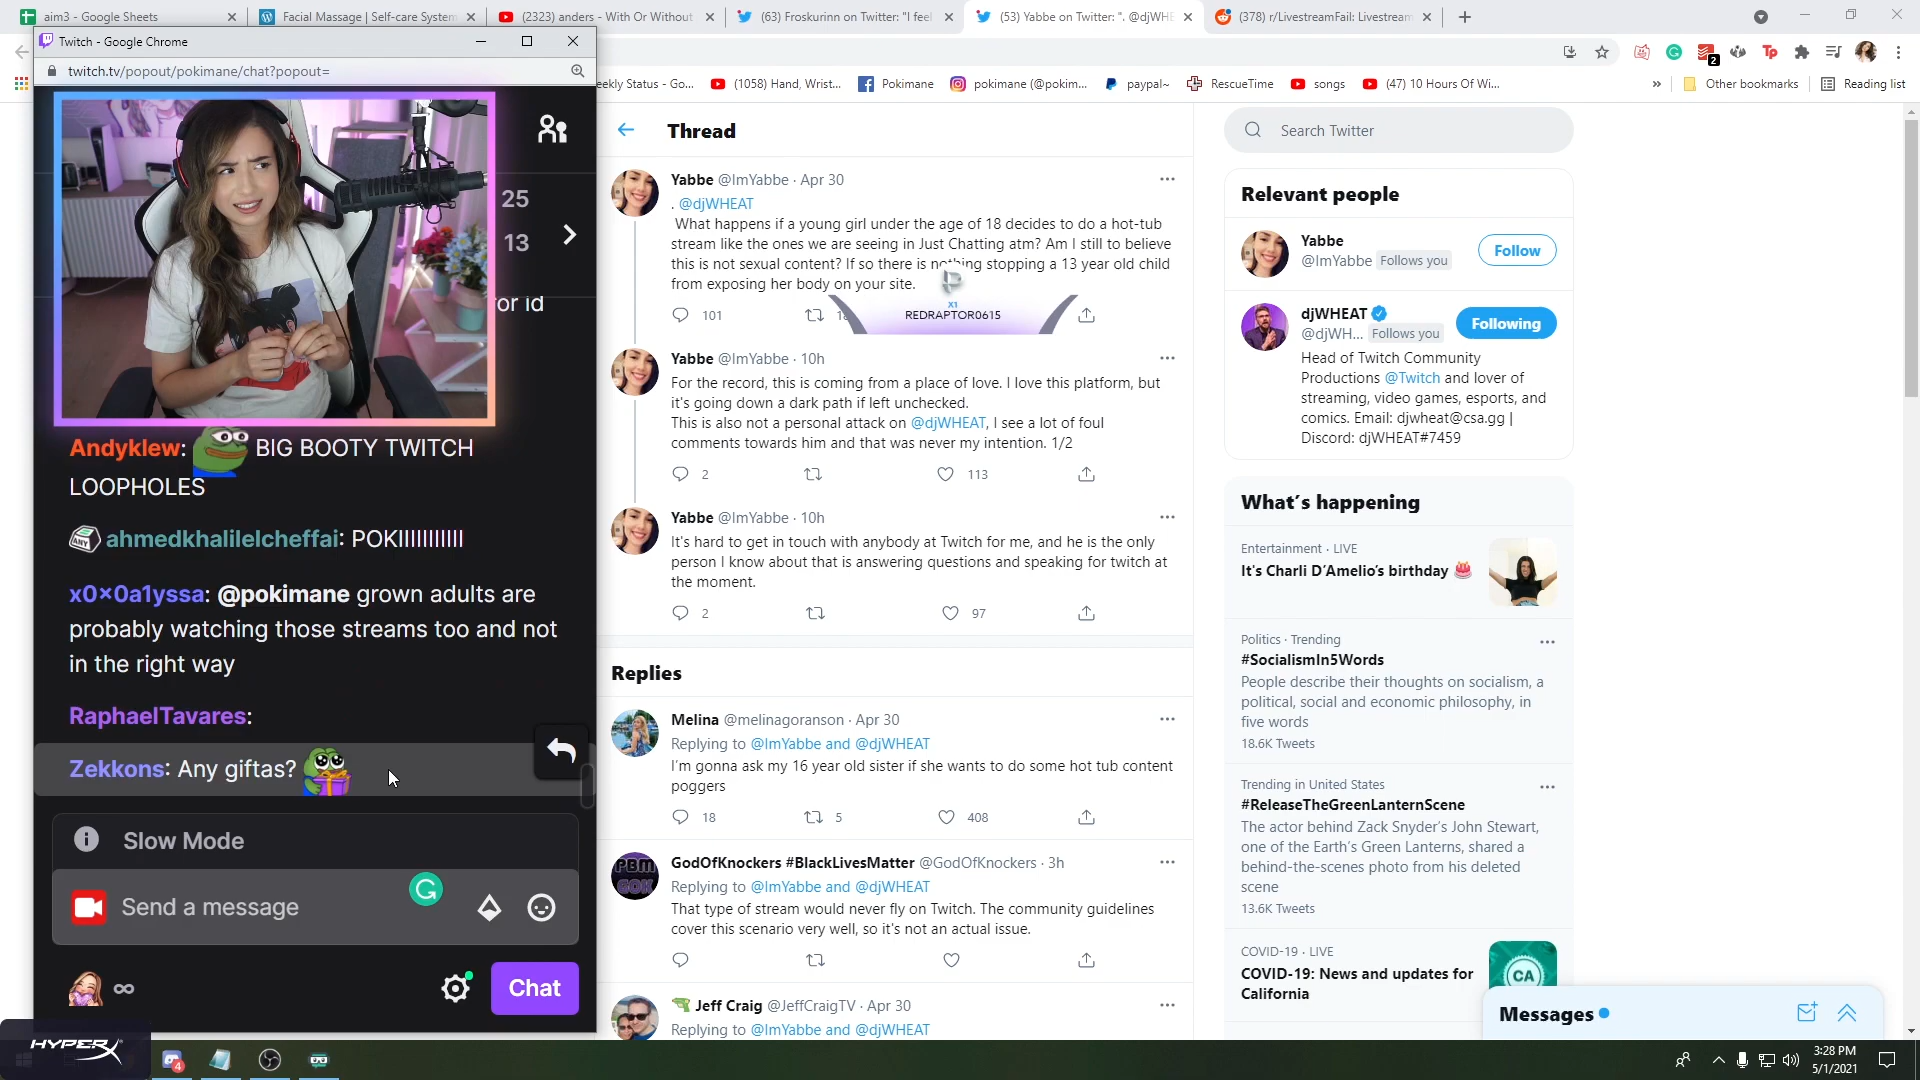 aim3 - Google Sheets
Facial Massage | Self-care System
(2323) anders - With Or Without
(63) Froskurinn on Twitter: "I feel
(53) Yabbe on Twitter: ". @djWHE
(378) r/LivestreamFail: Livestream
Twitch - Google Chrome
twitch.tv/popout/pokimane/chat?popout=
eekly Status - Go...
(1058) Hand, Wrist...
Pokimane
pokimane (@pokim...
paypal~
RescueTime
songs
(47) 10 Hours Of Wi...
Other bookmarks
Reading list
25
13
or id
Andyklew: BIG BOOTY TWITCH
LOOPHOLES
ahmedkhalilelcheffai: POKIIIIIIIIIII
x0x0a1yssa: @pokimane grown adults are
probably watching those streams too and not
in the right way
RaphaelTavares:
Zekkons: Any giftas?
Slow Mode
Send a message
∞
Chat
HYPERX
Thread
Yabbe @ImYabbe · Apr 30
. @djWHEAT
What happens if a young girl under the age of 18 decides to do a hot-tub
stream like the ones we are seeing in Just Chatting atm? Am I still to believe
this is not sexual content? If so there is nothing stopping a 13 year old child
from exposing her body on your site.
101
X1
REDRAPTOR0615
Yabbe @ImYabbe · 10h
For the record, this is coming from a place of love. I love this platform, but
it's going down a dark path if left unchecked.
This is also not a personal attack on @djWHEAT, I see a lot of foul
comments towards him and that was never my intention. 1/2
2
113
Yabbe @ImYabbe · 10h
It's hard to get in touch with anybody at Twitch for me, and he is the only
person I know about that is answering questions and speaking for twitch at
the moment.
2
97
Replies
Melina @melinagoranson · Apr 30
Replying to @ImYabbe and @djWHEAT
I'm gonna ask my 16 year old sister if she wants to do some hot tub content
poggers
18
5
408
PBM
GOK
GodOfKnockers #BlackLivesMatter @GodOfKnockers · 3h
Replying to @ImYabbe and @djWHEAT
That type of stream would never fly on Twitch. The community guidelines
cover this scenario very well, so it's not an actual issue.
Jeff Craig @JeffCraigTV · Apr 30
Replying to @ImYabbe and @djWHEAT
Search Twitter
Relevant people
Yabbe
@ImYabbe Follows you
Follow
djWHEAT
@djWH... Follows you
Following
Head of Twitch Community
Productions @Twitch and lover of
streaming, video games, esports, and
comics. Email: djwheat@csa.gg |
Discord: djWHEAT#7459
What's happening
Entertainment · LIVE
It's Charli D'Amelio's birthday
Politics · Trending
#SocialismIn5Words
People describe their thoughts on socialism, a
political, social and economic philosophy, in
five words
18.6K Tweets
Trending in United States
#ReleaseTheGreenLanternScene
The actor behind Zack Snyder's John Stewart,
one of the Earth's Green Lanterns, shared a
behind-the-scenes photo from his deleted
scene
13.6K Tweets
COVID-19 · LIVE
COVID-19: News and updates for
California
CA
Messages
3:28 PM
5/1/2021